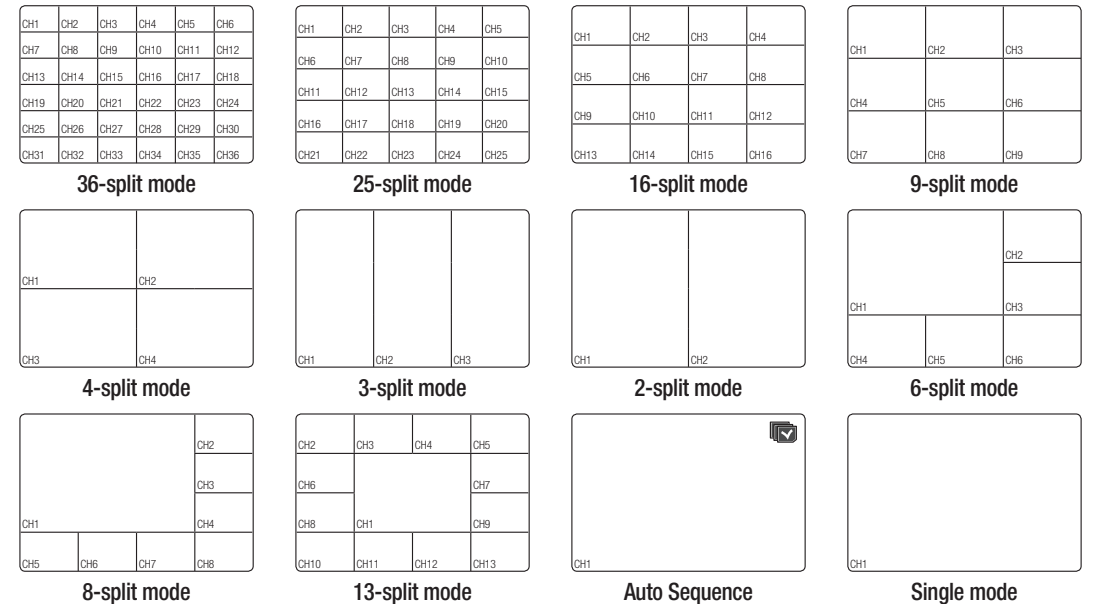 CH1 CH2 CH3 CH4 CH5 CH6
CH7 CH8 CH9 CH10 CH11 CH12
CH13 CH14 CH15 CH16 CH17 CH18
CH19 CH20 CH21 CH22 CH23 CH24
CH25 CH26 CH27 CH28 CH29 CH30
CH31 CH32 CH33 CH34 CH35 CH36
36-split mode
CH1 CH2 CH3 CH4 CH5
CH6 CH7 CH8 CH9 CH10
CH11 CH12 CH13 CH14 CH15
CH16 CH17 CH18 CH19 CH20
CH21 CH22 CH23 CH24 CH25
25-split mode
CH1 CH2 CH3 CH4
CH5 CH6 CH7 CH8
CH9 CH10 CH11 CH12
CH13 CH14 CH15 CH16
16-split mode
CH1 CH2 CH3
CH4 CH5 CH6
CH7 CH8 CH9
9-split mode
CH1 CH2
CH3 CH4
4-split mode
CH1 CH2 CH3
3-split mode
CH1 CH2
2-split mode
CH2
CH1 CH3
CH4 CH5 CH6
6-split mode
CH2
CH3
CH1 CH4
CH5 CH6 CH7 CH8
8-split mode
CH2 CH3 CH4 CH5
CH6 CH7
CH8 CH1 CH9
CH10 CH11 CH12 CH13
13-split mode
CH1
Auto Sequence
CH1
Single mode